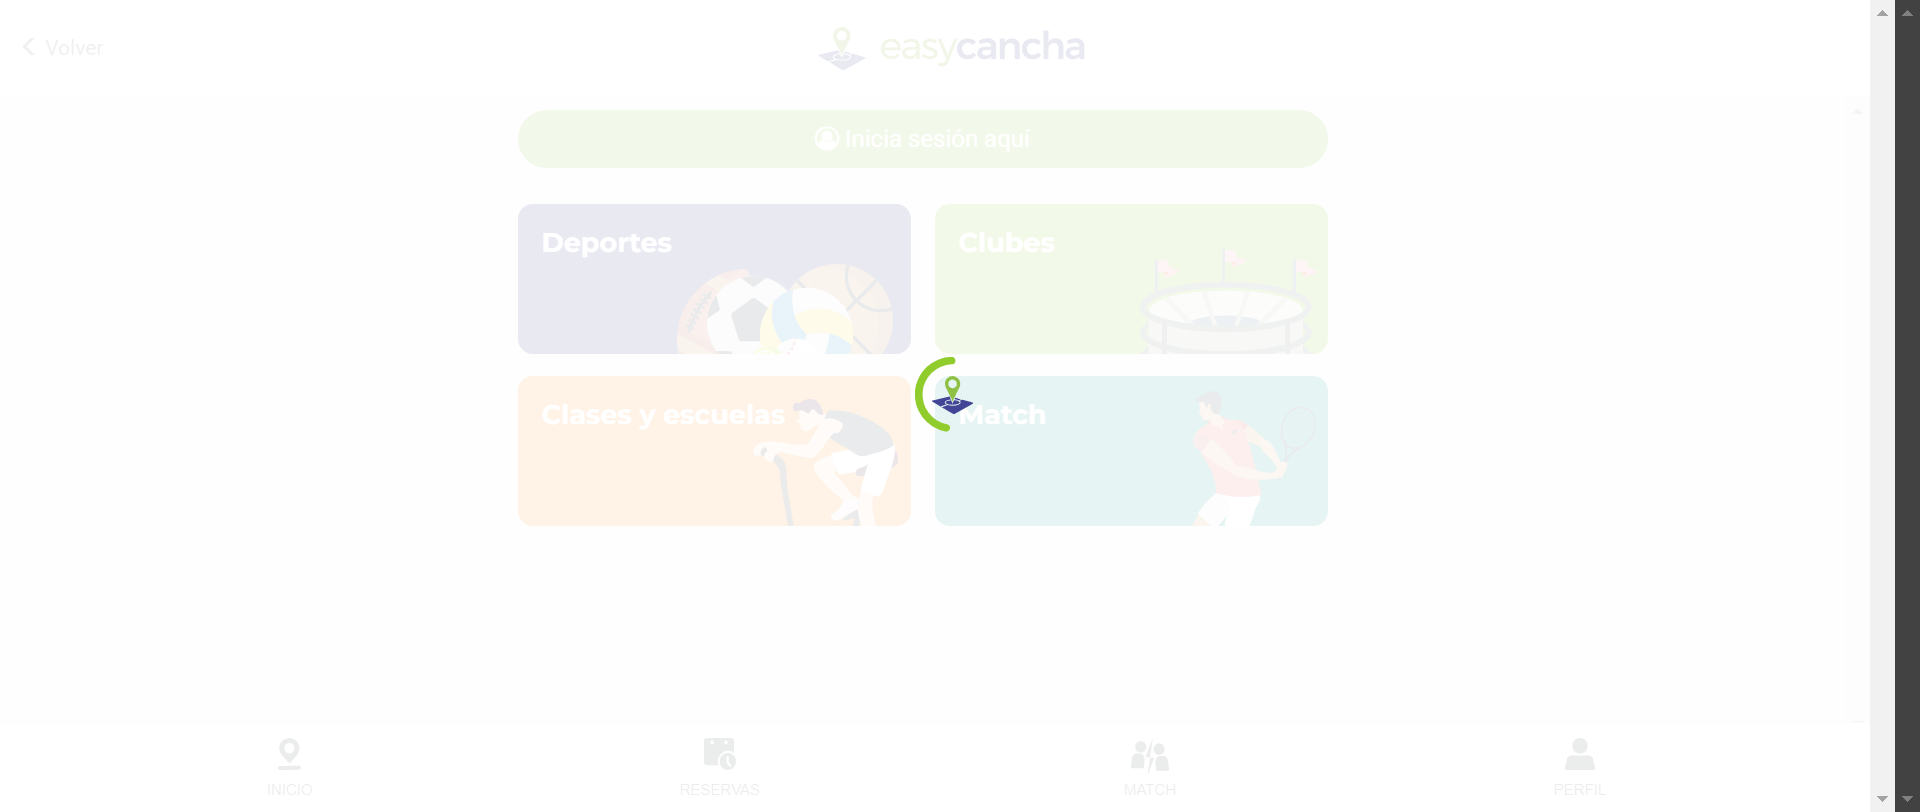 Volver
easycancha
Inicia sesión aquí
Deportes
Clubes
Clases y escuelas
Match
INICIO
RESERVAS
MATCH
PERFIL